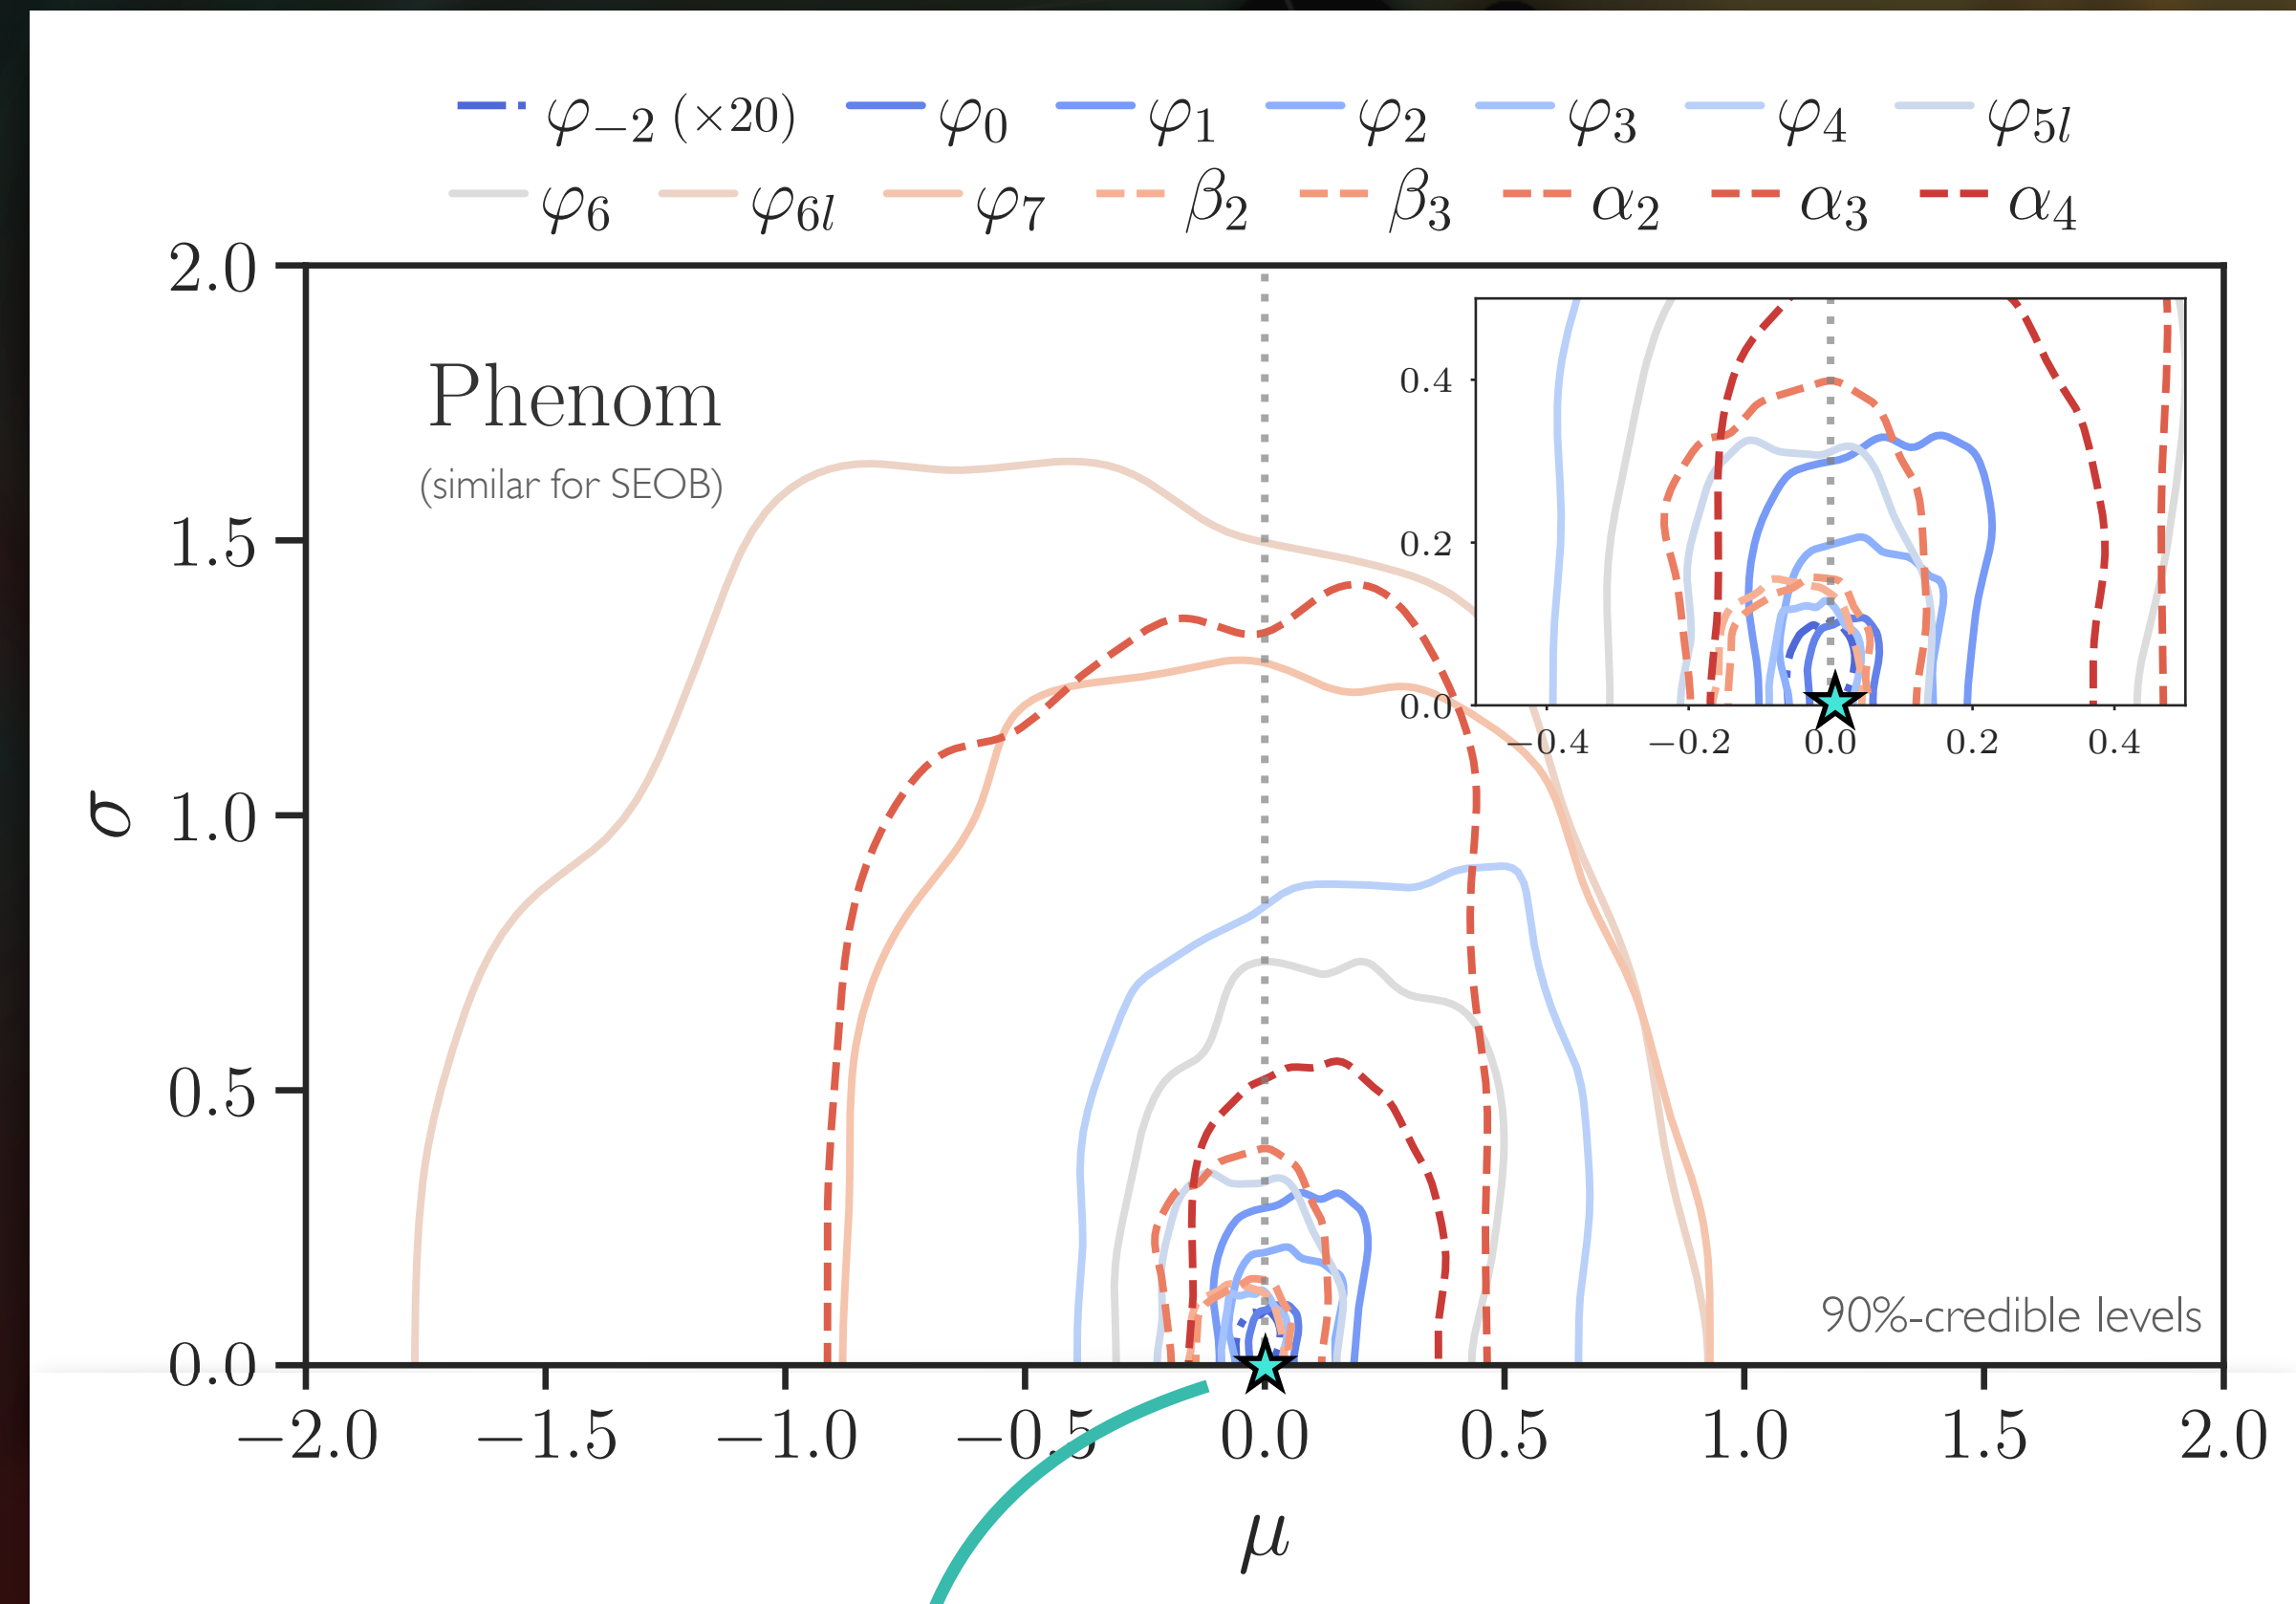 φ₋₂ (×20) φ₀ φ₁ φ₂ φ₃ φ₄ φ₅ₗ
φ₆ φ₆ₗ φ₇ β₂ β₃ α₂ α₃ α₄
2.0
Phenom
(similar for SEOB)
1.5
1.0
0.5
0.0
σ
0.4
0.2
0.0
−0.4 −0.2 0.0 0.2 0.4
90%-credible levels
−2.0 −1.5 −1.0 −0.5 0.0 0.5 1.0 1.5 2.0
μ